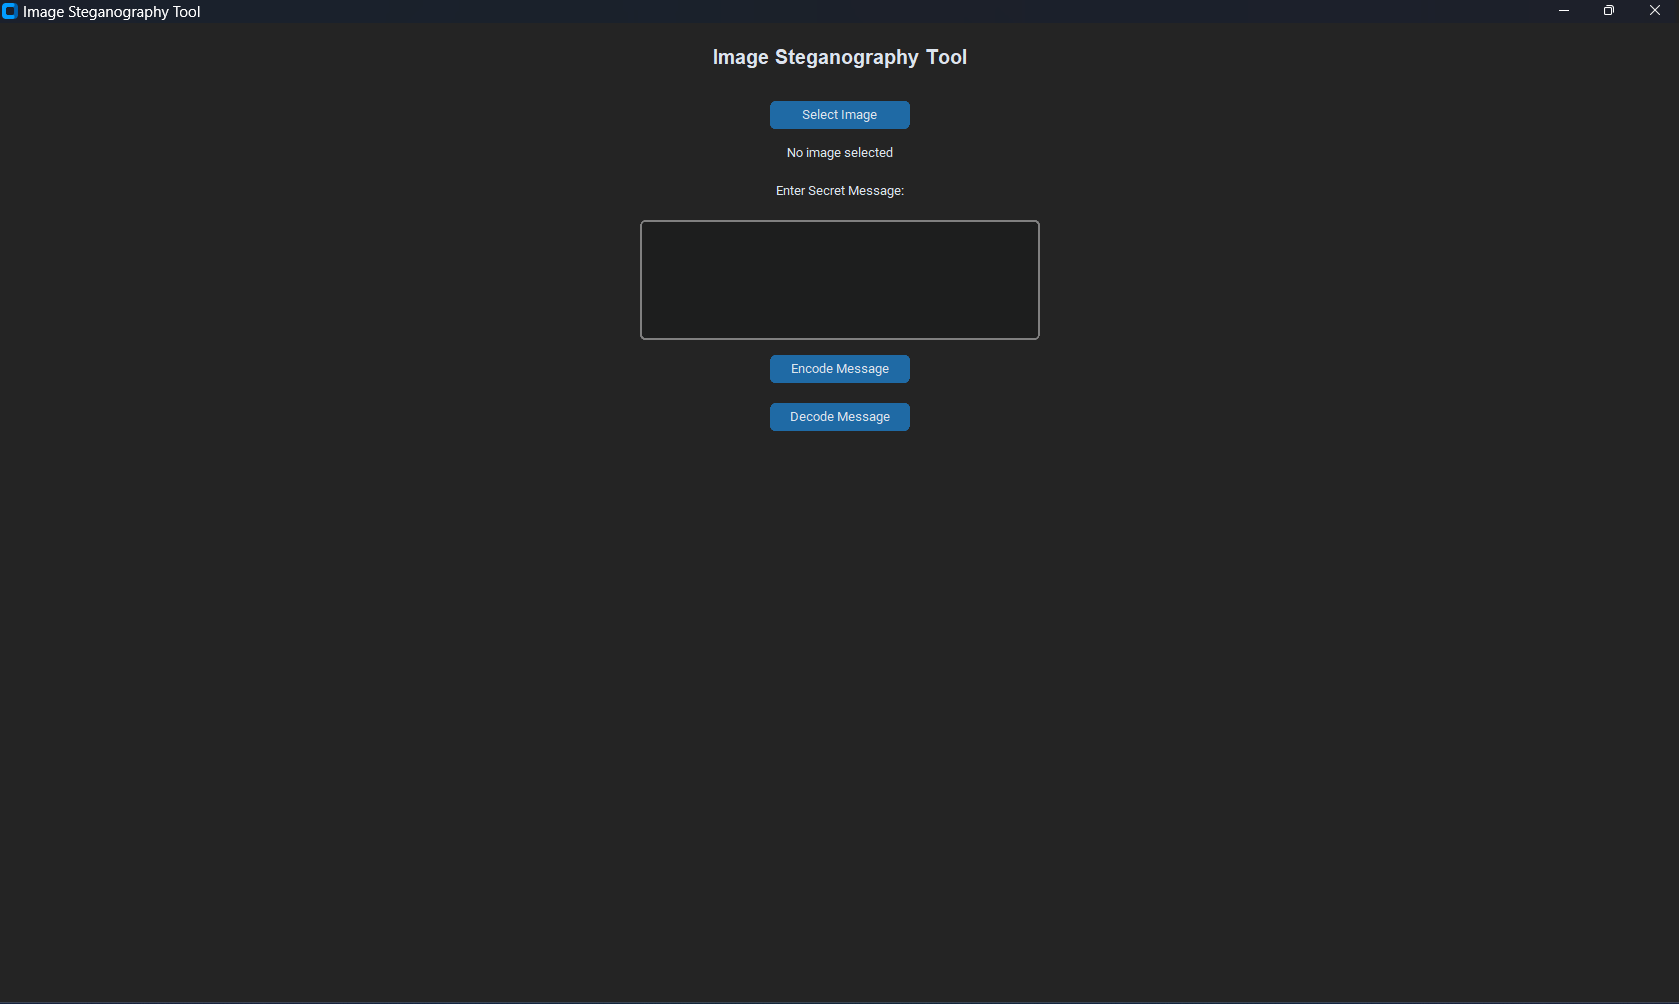 Image Steganography Tool
Image Steganography Tool
Select Image
No image selected
Enter Secret Message:
Encode Message
Decode Message